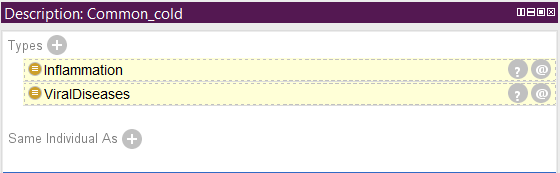 Description: Common_cold
Types
Inflammation ? @
ViralDiseases ? @
Same Individual As